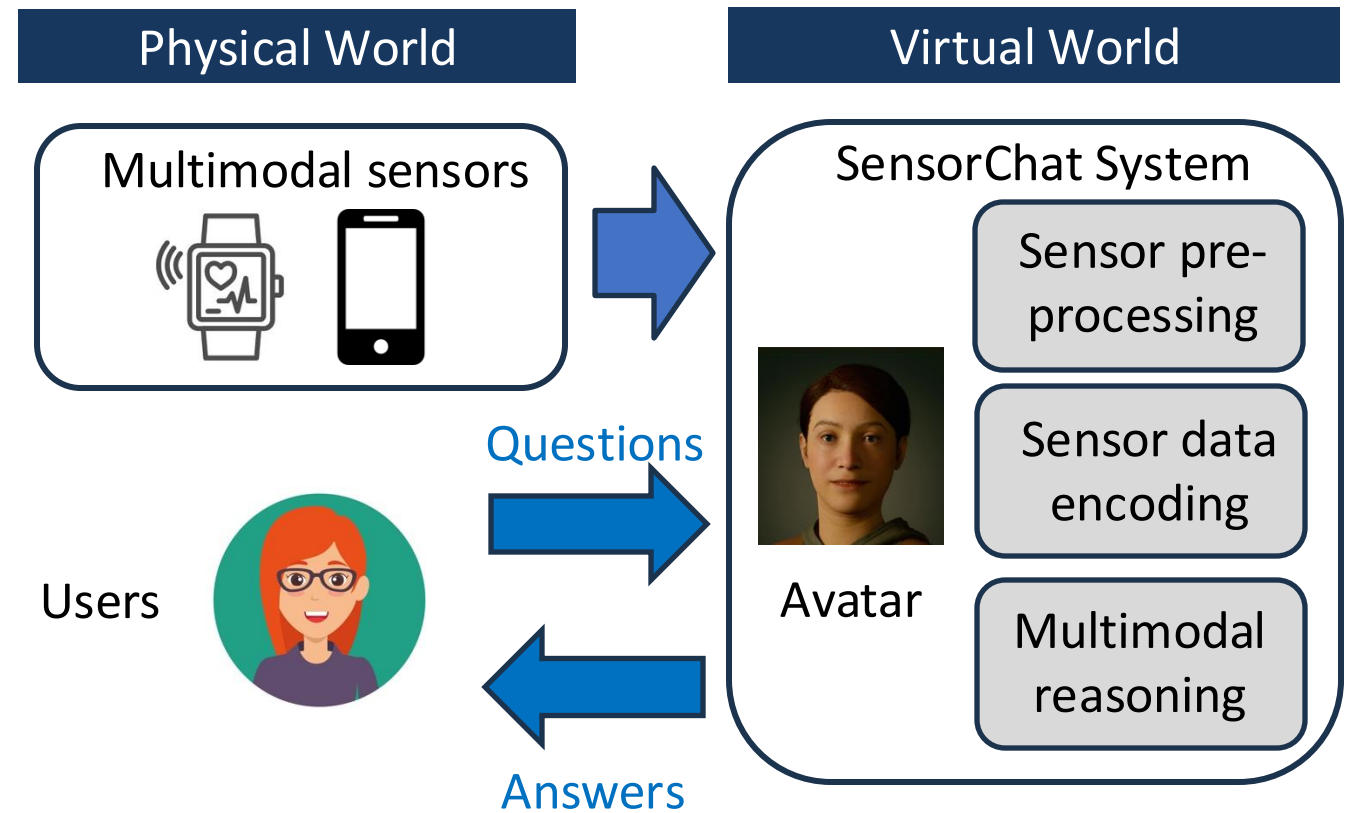 Physical World
Virtual World
Multimodal sensors
SensorChat System
Sensor pre-
processing
Sensor data
encoding
Multimodal
reasoning
Avatar
Questions
Users
Answers